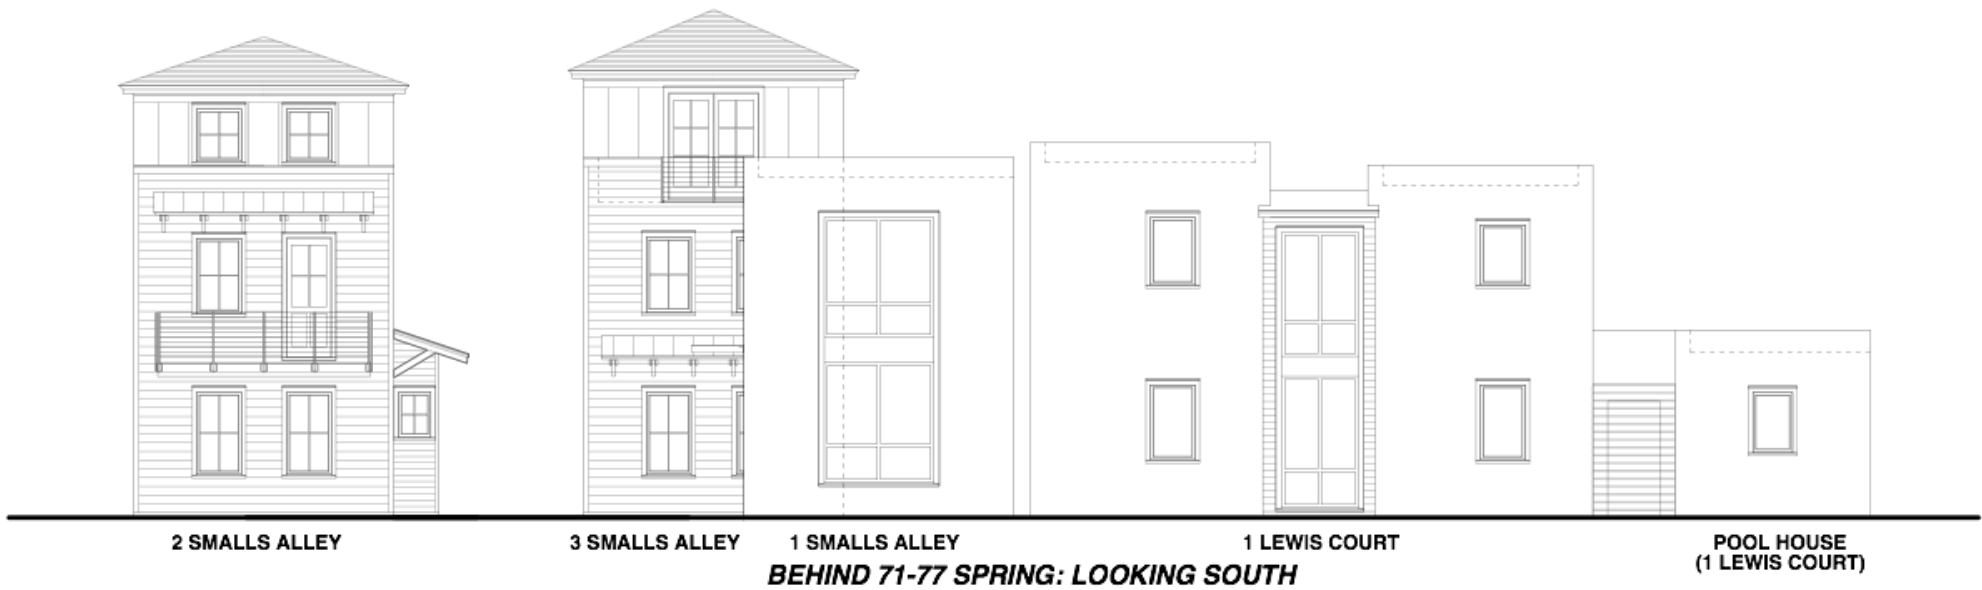 2 SMALLS ALLEY
3 SMALLS ALLEY
1 SMALLS ALLEY
1 LEWIS COURT
POOL HOUSE
(1 LEWIS COURT)
BEHIND 71-77 SPRING: LOOKING SOUTH